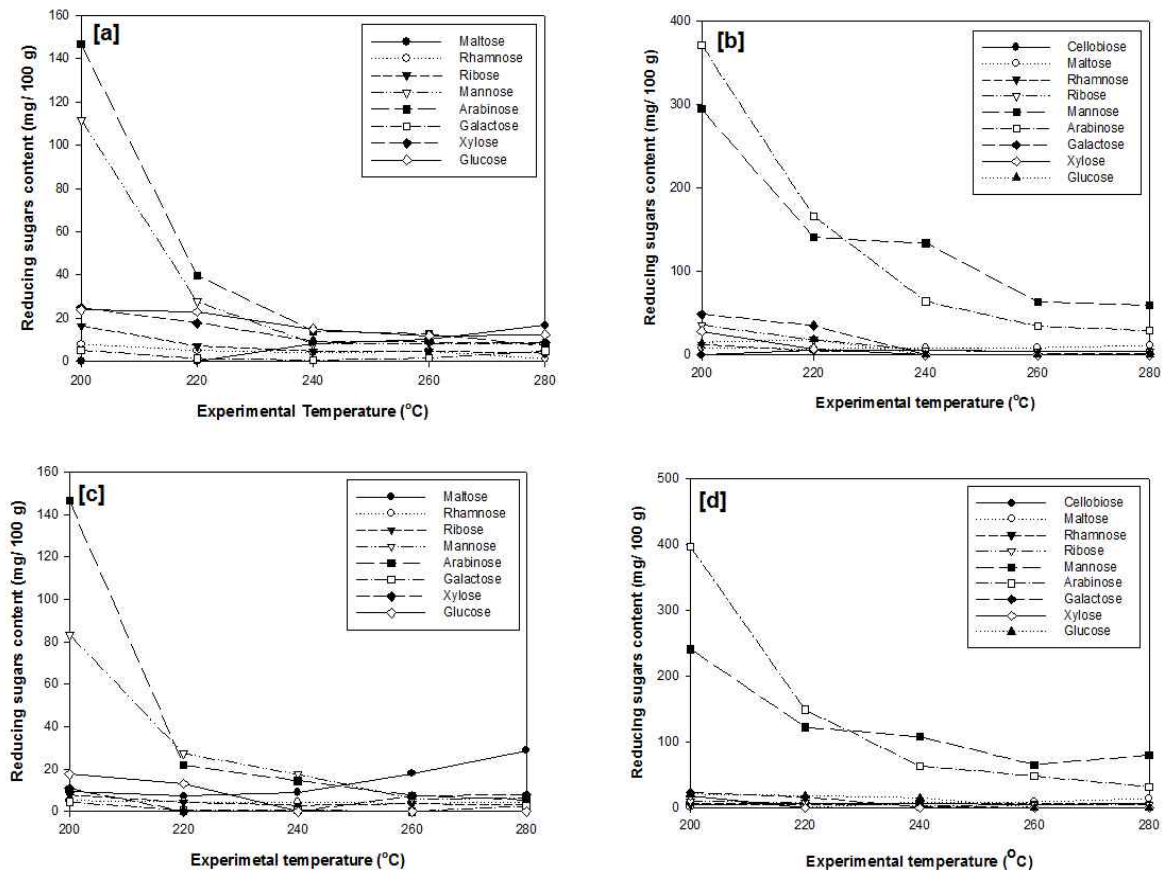 [a]
Reducing sugars content (mg/ 100 g)
160
140
120
100
80
60
40
20
0
Maltose
Rhamnose
Ribose
Mannose
Arabinose
Galactose
Xylose
Glucose
200 220 240 260 280
Experimental Temperature (°C)
[b]
Reducing sugars content (mg/ 100 g)
400
300
200
100
0
Cellobiose
Maltose
Rhamnose
Ribose
Mannose
Arabinose
Galactose
Xylose
Glucose
200 220 240 260 280
Experimental temperature (°C)
[c]
Reducing sugars content (mg/ 100 g)
160
140
120
100
80
60
40
20
0
Maltose
Rhamnose
Ribose
Mannose
Arabinose
Galactose
Xylose
Glucose
200 220 240 260 280
Experimetal temperature (°C)
[d]
Reducing sugars content (mg/ 100 g)
500
400
300
200
100
0
Cellobiose
Maltose
Rhamnose
Ribose
Mannose
Arabinose
Galactose
Xylose
Glucose
200 220 240 260 280
Experimental temperature (°C)